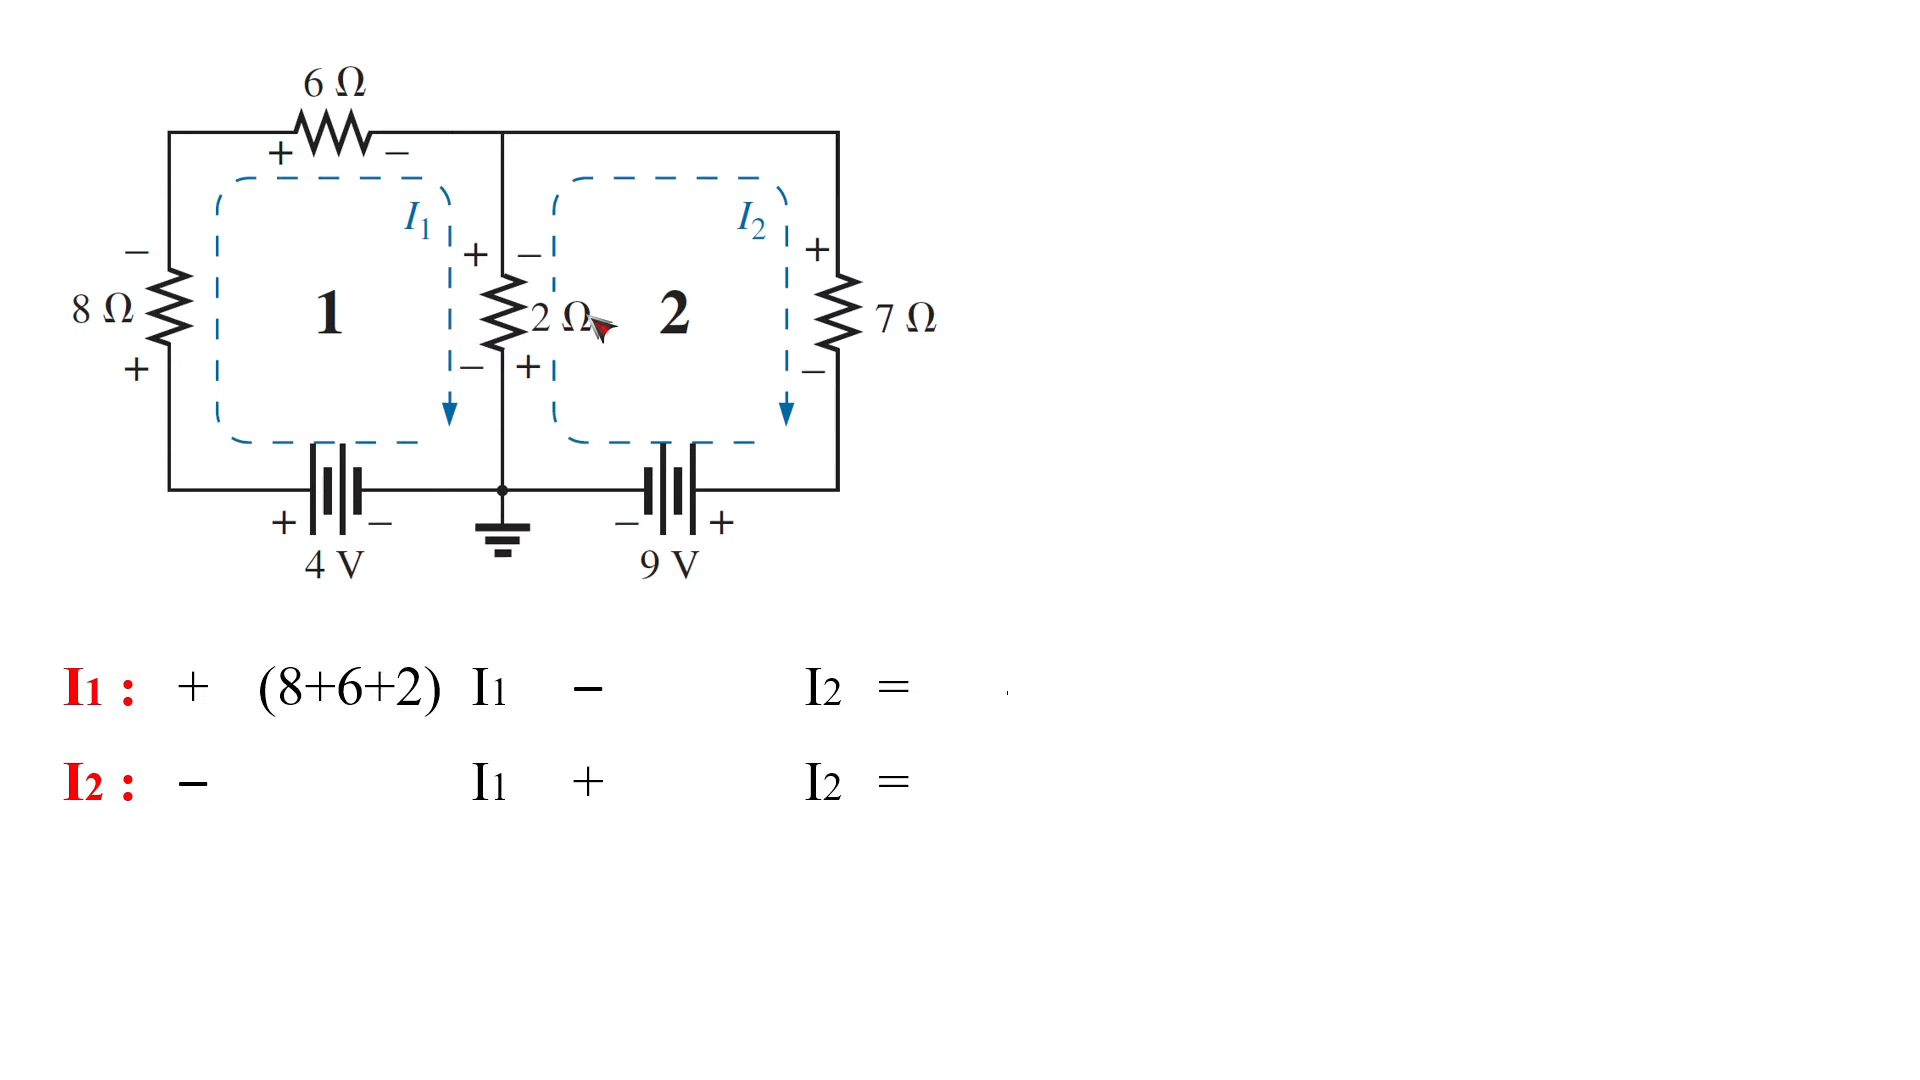 6 Ω
+ −
I1 I2
− + − +
8 Ω 1 2 Ω 2 7 Ω
+ − + −
+ − − +
4 V 9 V
I1 : + (8+6+2) I1 − I2 =
I2 : − I1 + I2 =